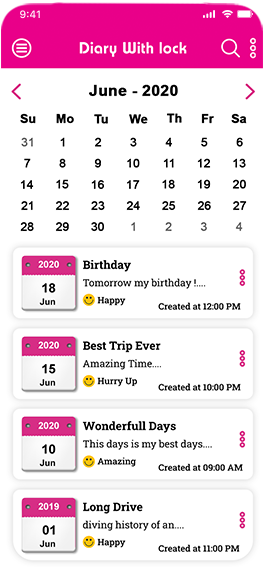 9:41
Diary With lock
June - 2020
Su Mo Tu We Th Fr Sa
31 1 2 3 4 5 6
7 8 9 10 11 12 13
14 15 16 17 18 19 20
21 22 23 24 25 26 27
28 29 30 1 2 3 4
2020
18
Jun
Birthday
Tomorrow my birthday !....
Happy
Created at 12:00 PM
2020
15
Jun
Best Trip Ever
Amazing Time....
Hurry Up
Created at 10:00 PM
2020
10
Jun
Wonderfull Days
This days is my best days....
Amazing
Created at 09:00 AM
2019
01
Jun
Long Drive
diving history of an....
Happy
Created at 11:00 PM